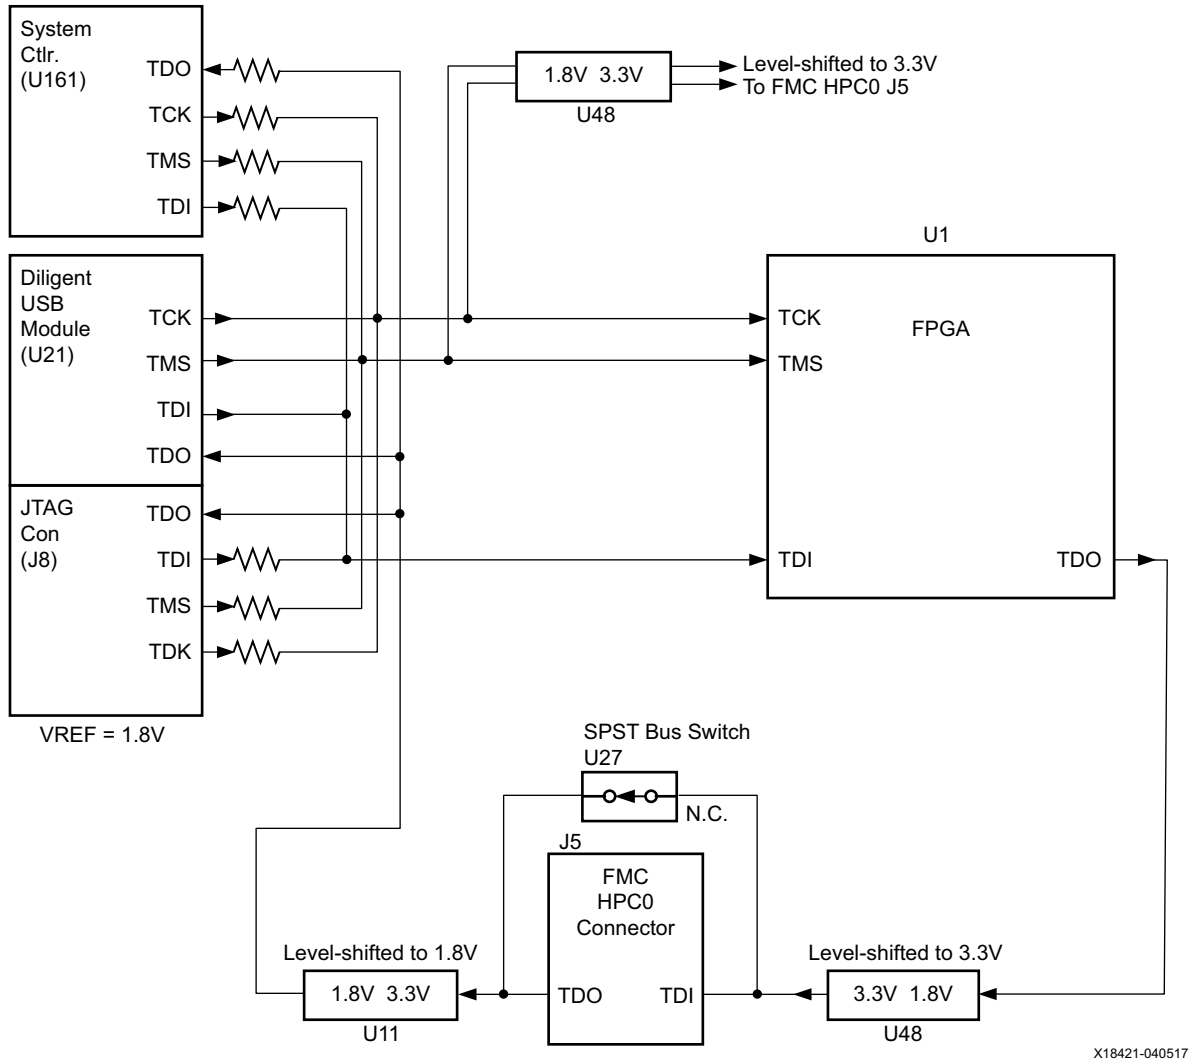 System
Ctlr.
(U161)
TDO
TCK
TMS
TDI
1.8V 3.3V
U48
Level-shifted to 3.3V
To FMC HPC0 J5
Diligent
USB
Module
(U21)
TCK
TMS
TDI
TDO
U1
TCK
TMS
FPGA
TDI
TDO
JTAG
Con
(J8)
TDO
TDI
TMS
TDK
VREF = 1.8V
SPST Bus Switch
U27
N.C.
J5
FMC
HPC0
Connector
TDO
TDI
Level-shifted to 1.8V
1.8V 3.3V
U11
Level-shifted to 3.3V
3.3V 1.8V
U48
X18421-040517